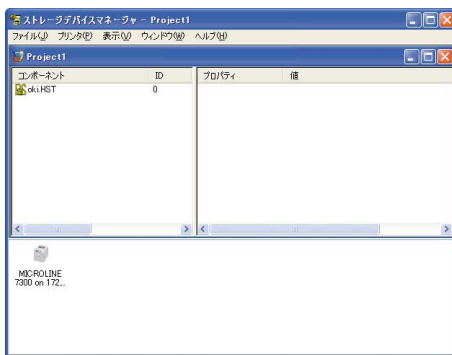 ストレージデバイスマネージャ - Project1
ファイル(J) プリンタ(P) 表示(V) ウィンドウ(W) ヘルプ(H)
Project1
コンポーネント ID プロパティ 値
oki.HST 0
MICROLINE
7300 on 172...